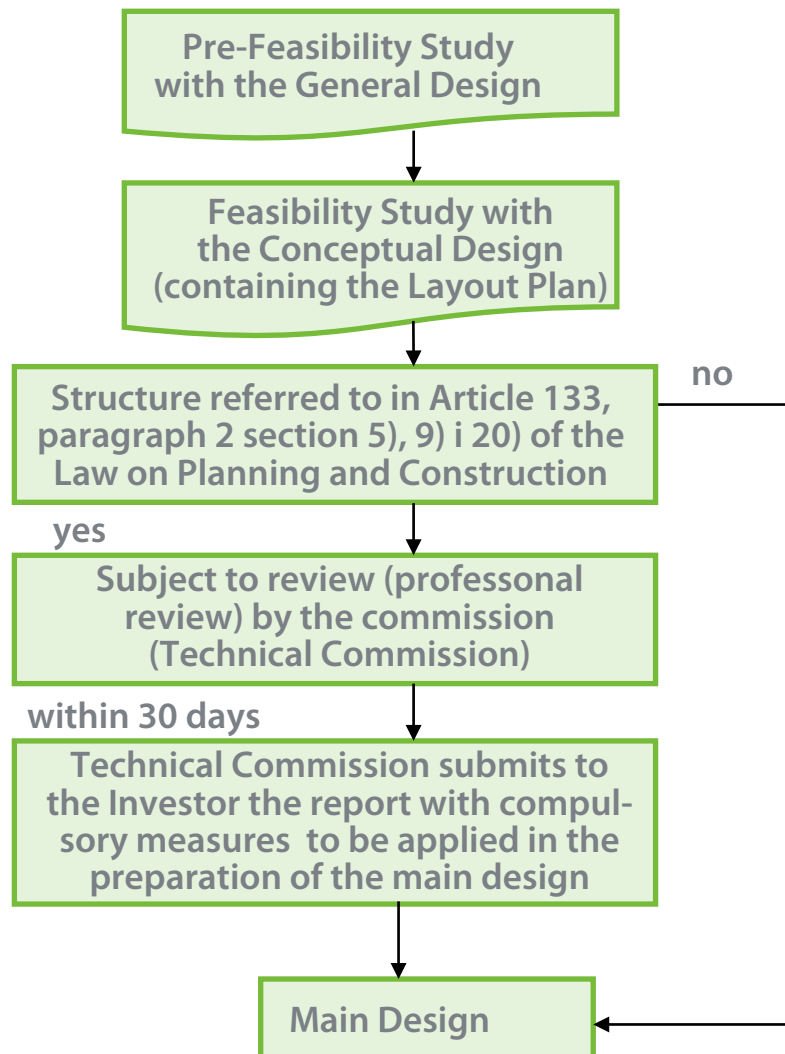 Pre-Feasibility Study
with the General Design
Feasibility Study with
the Conceptual Design
(containing the Layout Plan)
Structure referred to in Article 133,
paragraph 2 section 5), 9) i 20) of the
Law on Planning and Construction
no
yes
Subject to review (professonal
review) by the commission
(Technical Commission)
within 30 days
Technical Commission submits to
the Investor the report with compul-
sory measures to be applied in the
preparation of the main design
Main Design